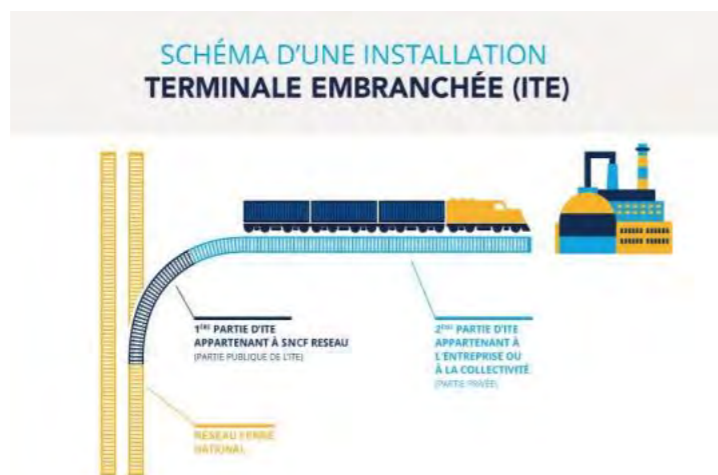 SCHÉMA D'UNE INSTALLATION
TERMINALE EMBRANCHÉE (ITE)
1ÈRE PARTIE D'ITE
APPARTENANT À SNCF RESEAU
(PARTIE PUBLIQUE DE L'ITE)
2ÈME PARTIE D'ITE
APPARTENANT À
L'ENTREPRISE OU
À LA COLLECTIVITÉ
(PARTIE PRIVÉE)
RESEAU FERRÉ
NATIONAL